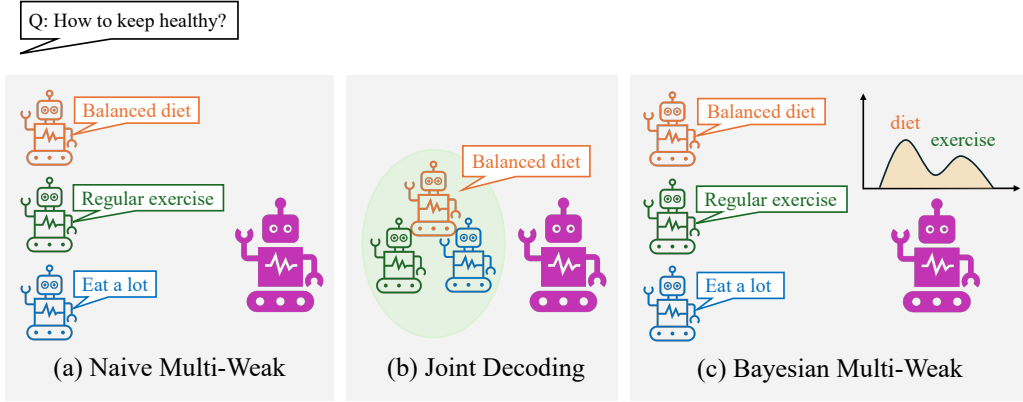 Q: How to keep healthy?
Balanced diet
Regular exercise
Eat a lot
(a) Naive Multi-Weak
Balanced diet
(b) Joint Decoding
Balanced diet
Regular exercise
Eat a lot
diet
exercise
(c) Bayesian Multi-Weak